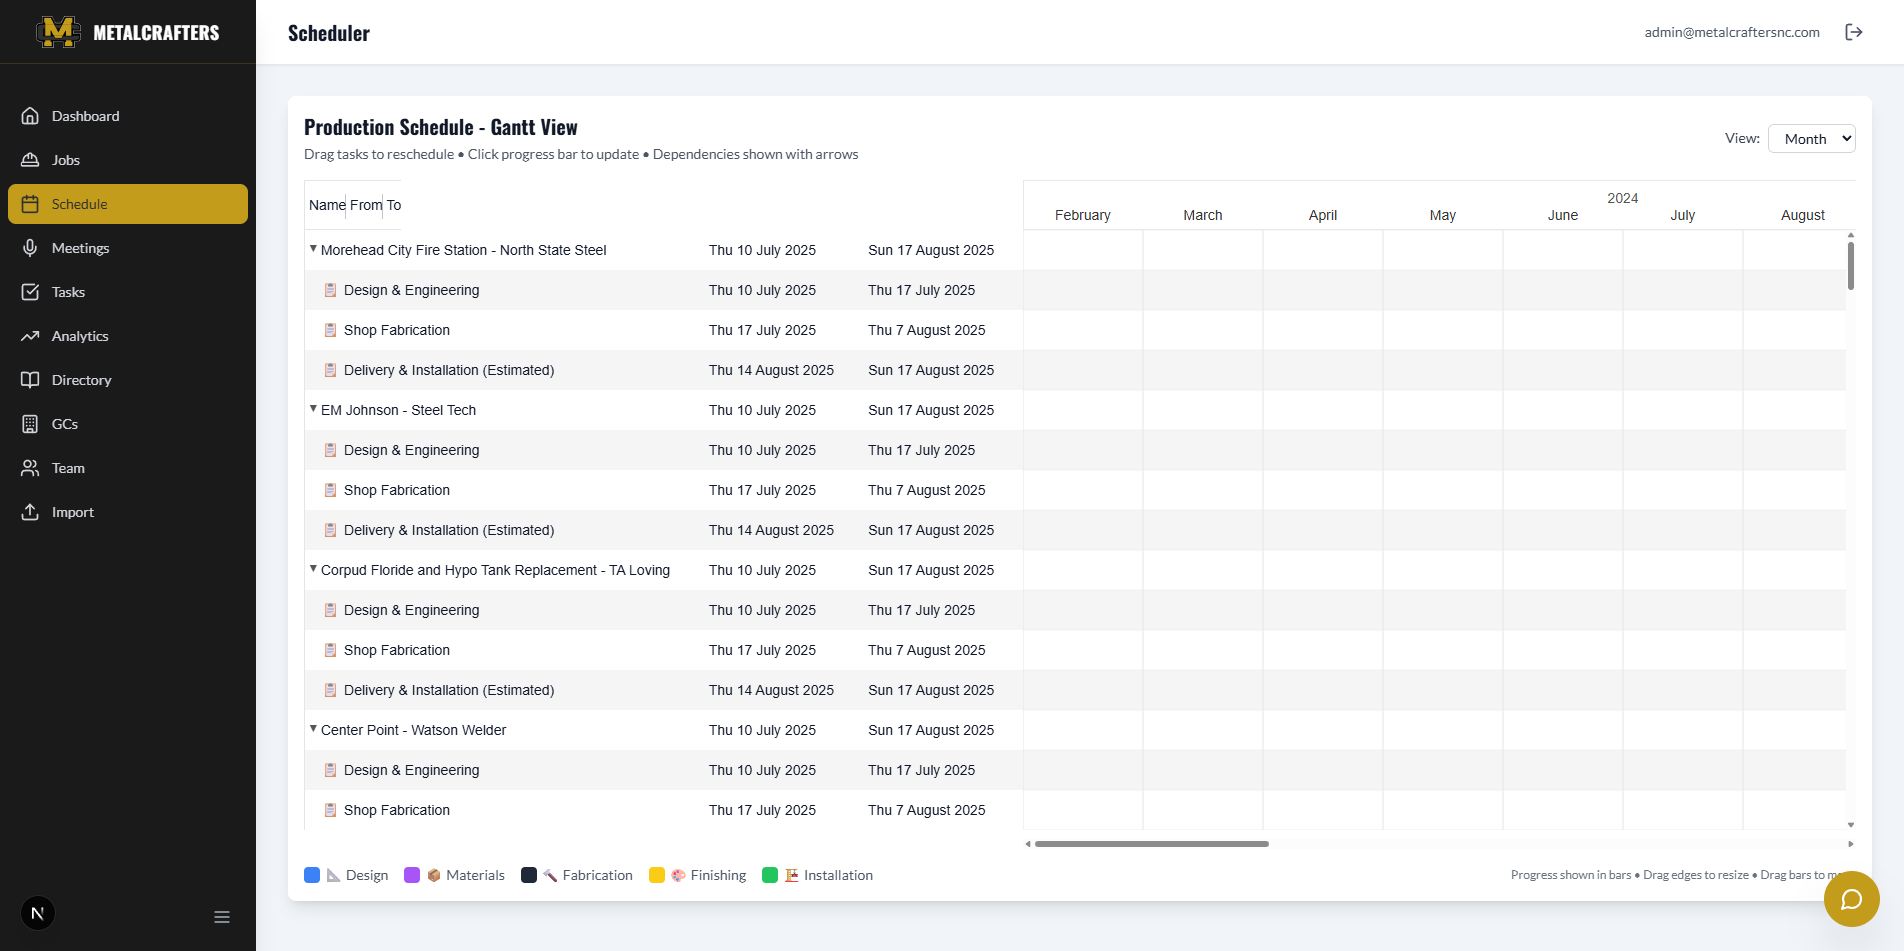 METALCRAFTERS
Scheduler
admin@metalcraftersnc.com
Dashboard
Jobs
Schedule
Meetings
Tasks
Analytics
Directory
GCs
Team
Import
N
Production Schedule - Gantt View
Drag tasks to reschedule • Click progress bar to update • Dependencies shown with arrows
View: Month
Name From To
2024
February March April May June July August
Morehead City Fire Station - North State Steel Thu 10 July 2025 Sun 17 August 2025
Design & Engineering Thu 10 July 2025 Thu 17 July 2025
Shop Fabrication Thu 17 July 2025 Thu 7 August 2025
Delivery & Installation (Estimated) Thu 14 August 2025 Sun 17 August 2025
EM Johnson - Steel Tech Thu 10 July 2025 Sun 17 August 2025
Design & Engineering Thu 10 July 2025 Thu 17 July 2025
Shop Fabrication Thu 17 July 2025 Thu 7 August 2025
Delivery & Installation (Estimated) Thu 14 August 2025 Sun 17 August 2025
Corpud Floride and Hypo Tank Replacement - TA Loving Thu 10 July 2025 Sun 17 August 2025
Design & Engineering Thu 10 July 2025 Thu 17 July 2025
Shop Fabrication Thu 17 July 2025 Thu 7 August 2025
Delivery & Installation (Estimated) Thu 14 August 2025 Sun 17 August 2025
Center Point - Watson Welder Thu 10 July 2025 Sun 17 August 2025
Design & Engineering Thu 10 July 2025 Thu 17 July 2025
Shop Fabrication Thu 17 July 2025 Thu 7 August 2025
Design Materials Fabrication Finishing Installation
Progress shown in bars • Drag edges to resize • Drag bars to